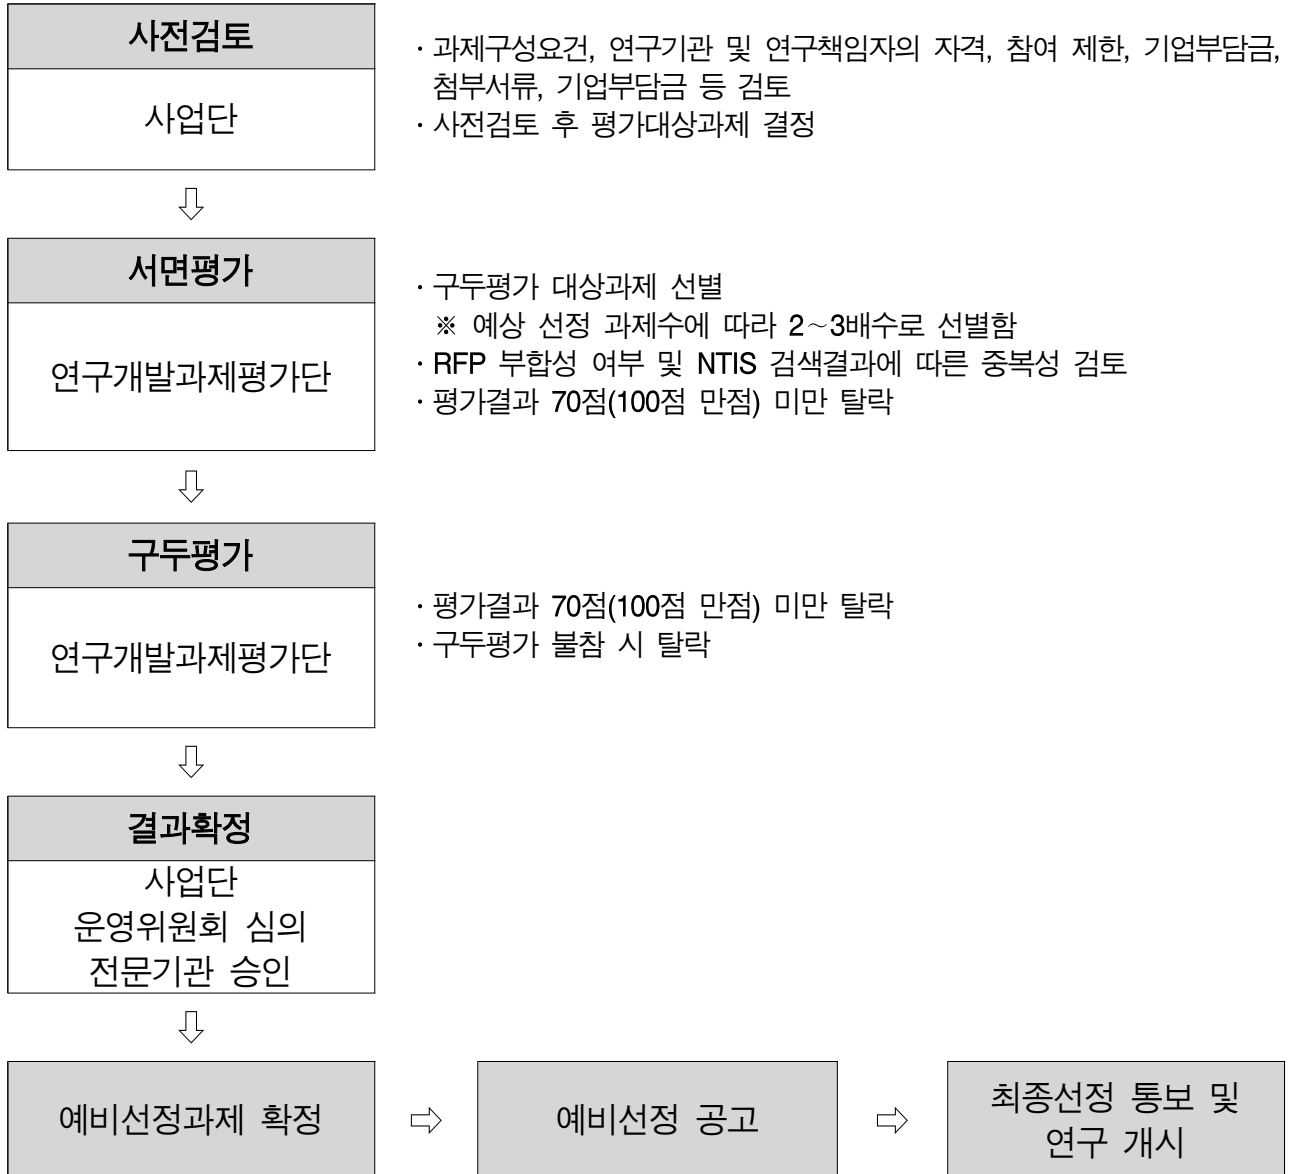 사전검토
사업단
· 과제구성요건, 연구기관 및 연구책임자의 자격, 참여 제한, 기업부담금,
첨부서류, 기업부담금 등 검토
· 사전검토 후 평가대상과제 결정
⇩
서면평가
연구개발과제평가단
· 구두평가 대상과제 선별
※ 예상 선정 과제수에 따라 2~3배수로 선별함
· RFP 부합성 여부 및 NTIS 검색결과에 따른 중복성 검토
· 평가결과 70점(100점 만점) 미만 탈락
⇩
구두평가
연구개발과제평가단
· 평가결과 70점(100점 만점) 미만 탈락
· 구두평가 불참 시 탈락
⇩
결과확정
사업단
운영위원회 심의
전문기관 승인
⇩
예비선정과제 확정
⇨
예비선정 공고
⇨
최종선정 통보 및
연구 개시